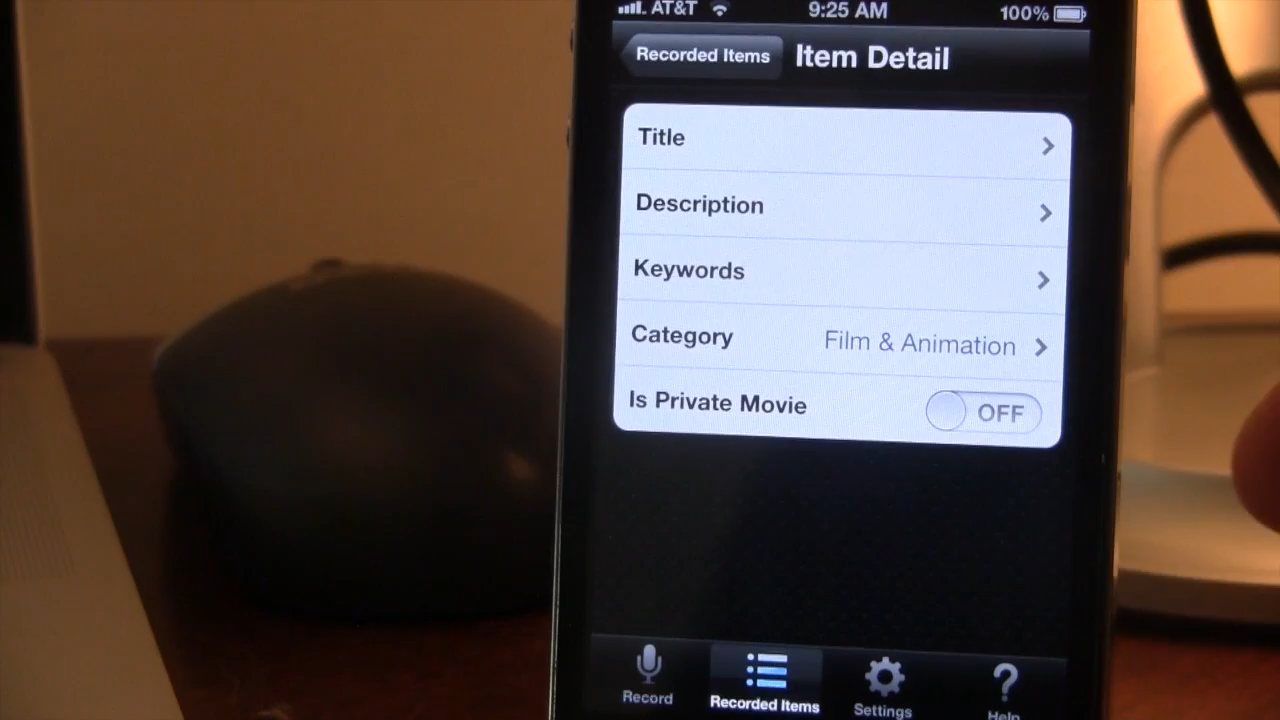 AT&T 9:25 AM 100%
Recorded Items Item Detail
Title
Description
Keywords
Category Film & Animation
Is Private Movie OFF
Record Recorded Items Settings Help